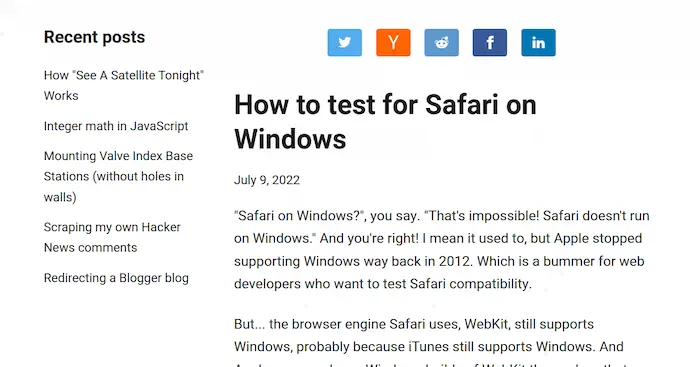 Recent posts
How "See A Satellite Tonight"
Works
Integer math in JavaScript
Mounting Valve Index Base
Stations (without holes in
walls)
Scraping my own Hacker
News comments
Redirecting a Blogger blog
Y
f
in
How to test for Safari on
Windows
July 9, 2022
"Safari on Windows?", you say. "That's impossible! Safari doesn't run
on Windows." And you're right! I mean it used to, but Apple stopped
supporting Windows way back in 2012. Which is a bummer for web
developers who want to test Safari compatibility.
But... the browser engine Safari uses, WebKit, still supports
Windows, probably because iTunes still supports Windows. And